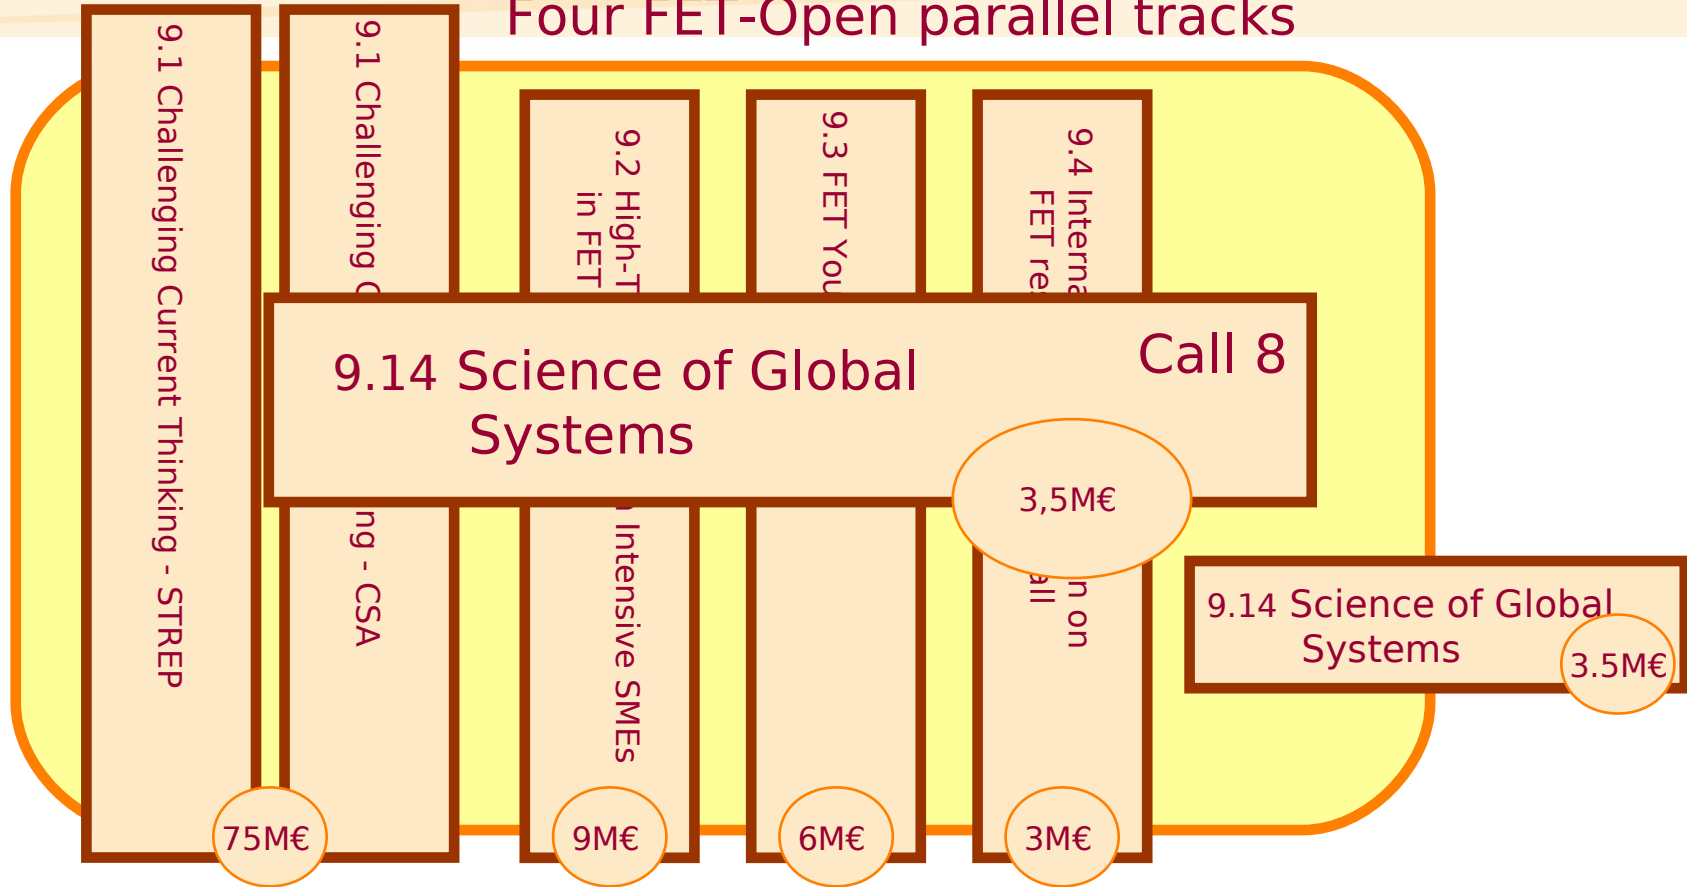 Four FET-Open parallel tracks
9.1 Challenging Current Thinking - STREP
9.1 Challenging
ng - CSA
9.2 High-T
in FET
Intensive SMEs
9.3 FET You
9.4 Interna
FET re
n on
all
9.14 Science of Global
Systems
Call 8
3,5M€
9.14 Science of Global
Systems
3.5M€
75M€
9M€
6M€
3M€